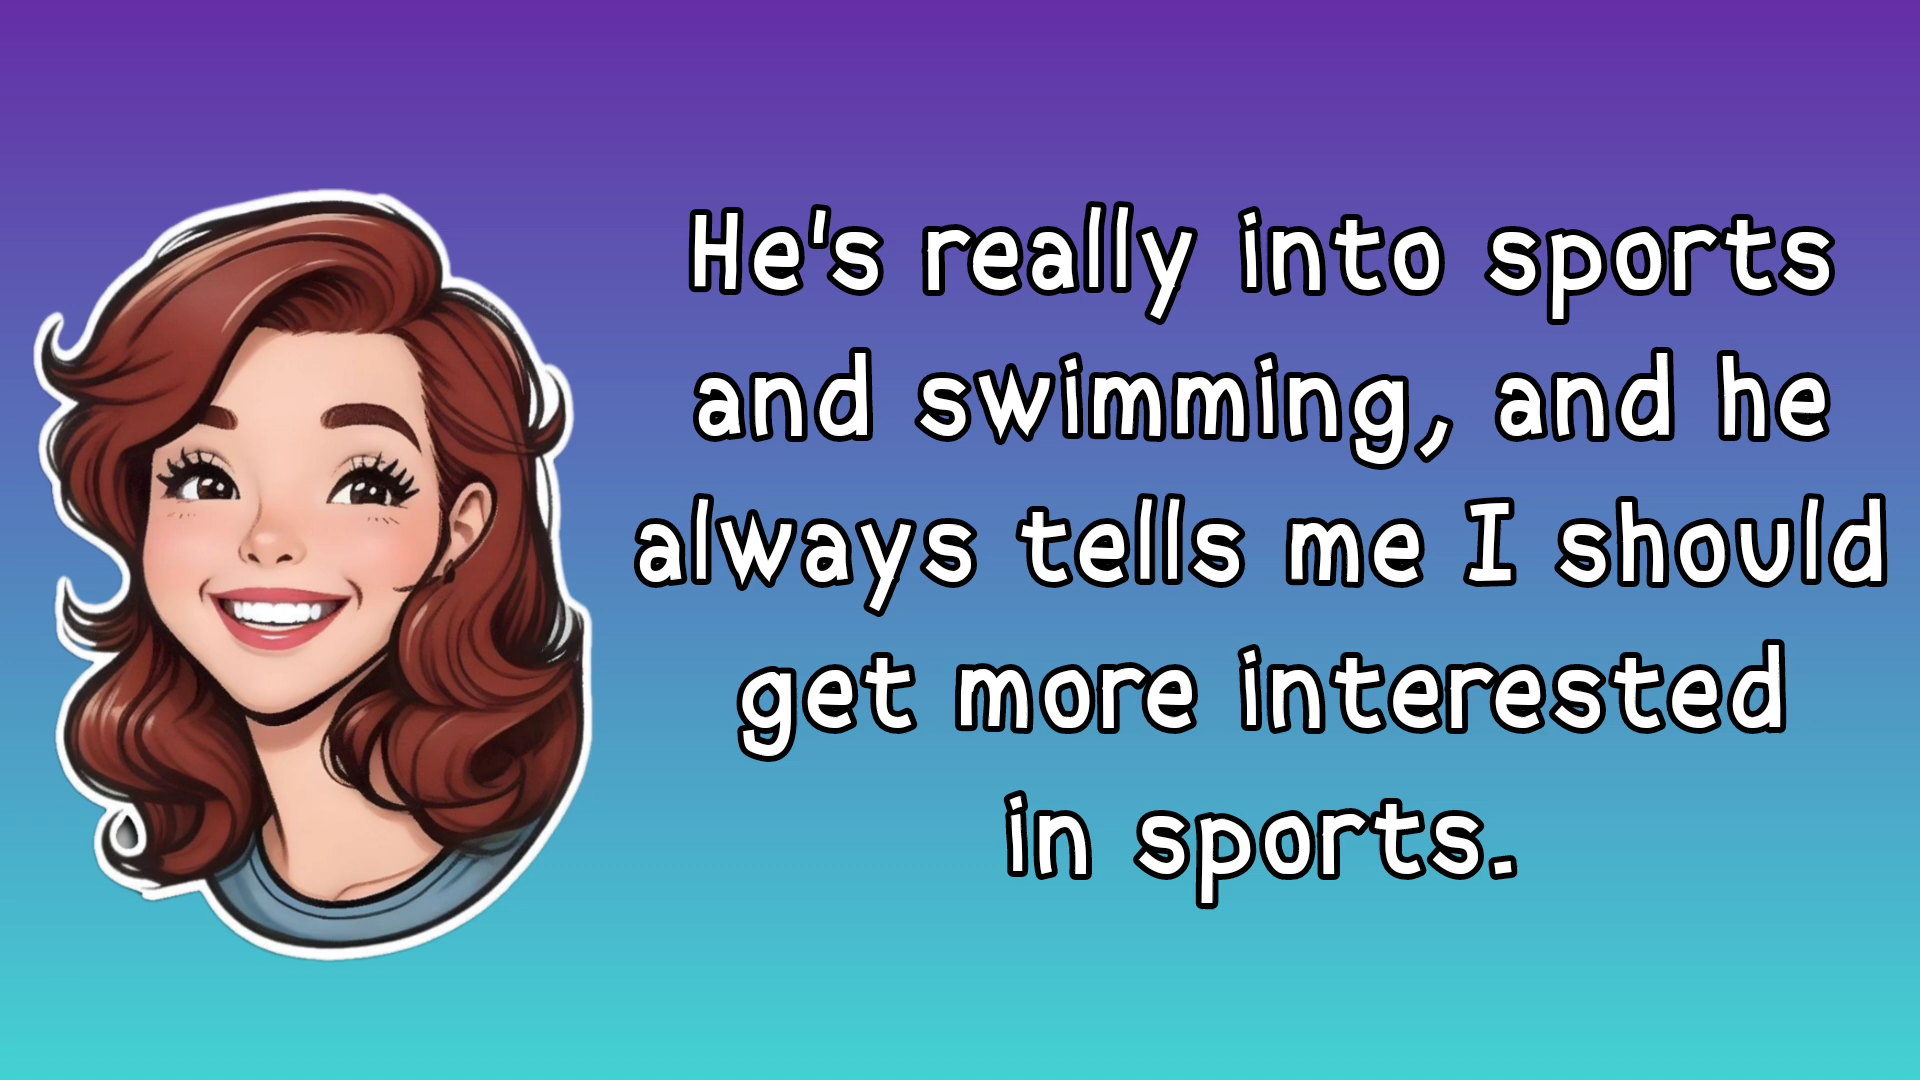 He's really into sports
and swimming, and he
always tells me I should
get more interested
in sports.